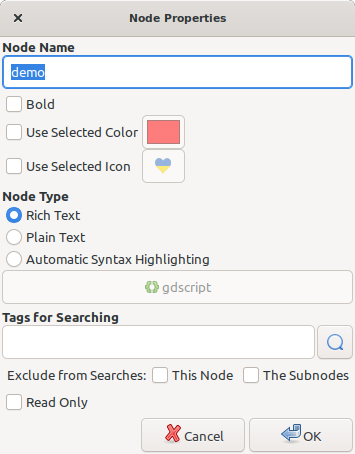 Node Properties
Node Name
demo
Bold
Use Selected Color
Use Selected Icon
Node Type
Rich Text
Plain Text
Automatic Syntax Highlighting
gdscript
Tags for Searching
Exclude from Searches: This Node The Subnodes
Read Only
Cancel OK